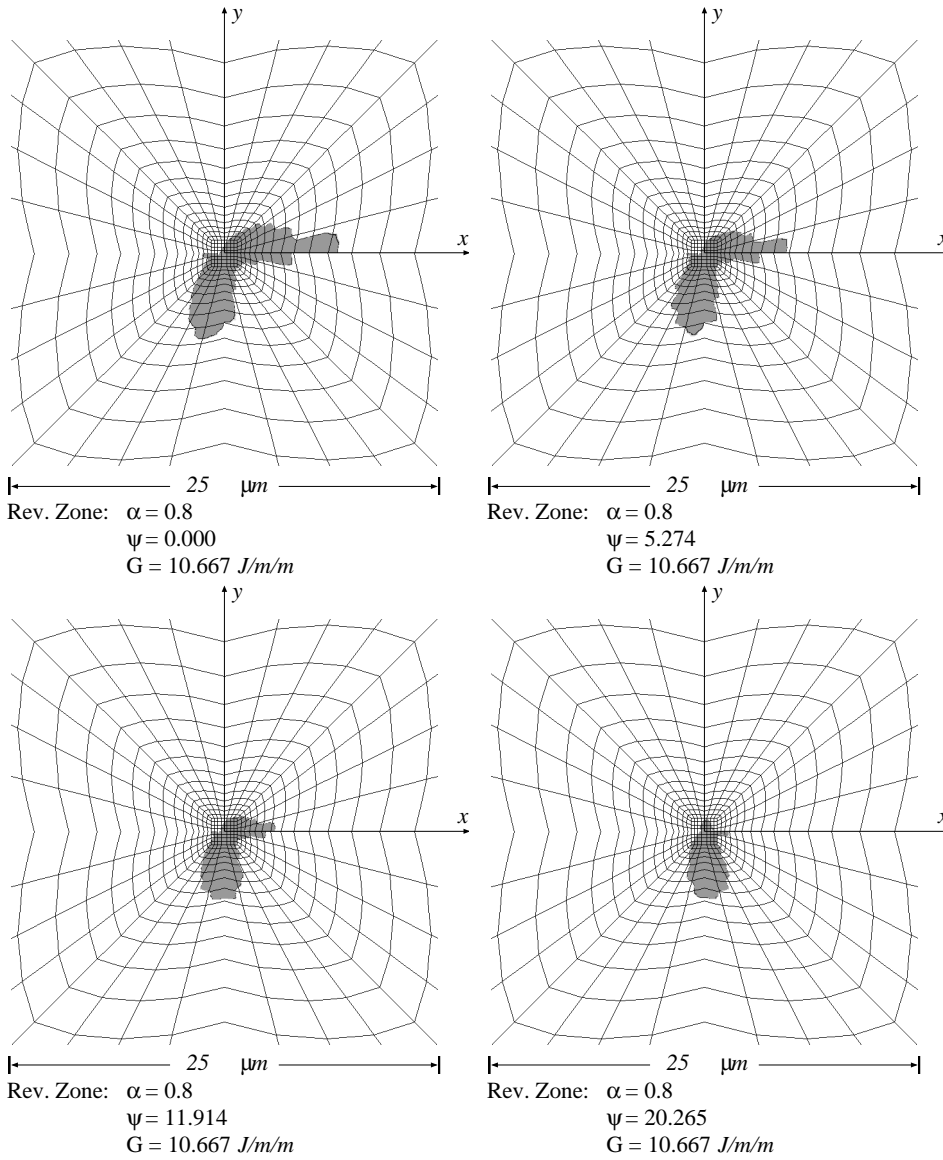 y
x
25 μm
Rev. Zone: α = 0.8
ψ = 0.000
G = 10.667 J/m/m
y
x
25 μm
Rev. Zone: α = 0.8
ψ = 5.274
G = 10.667 J/m/m
y
x
25 μm
Rev. Zone: α = 0.8
ψ = 11.914
G = 10.667 J/m/m
y
x
25 μm
Rev. Zone: α = 0.8
ψ = 20.265
G = 10.667 J/m/m